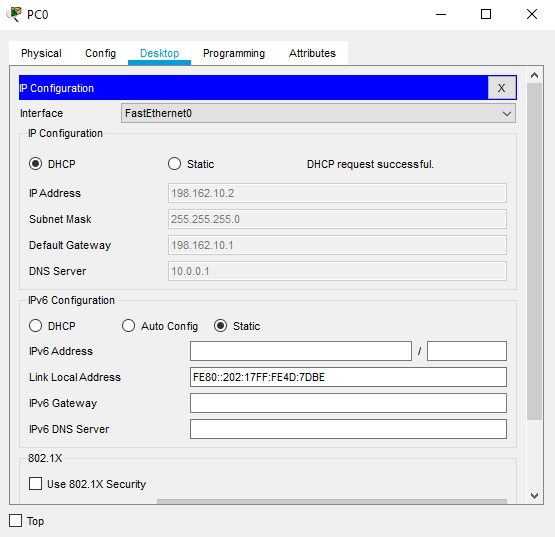 PC0
Physical Config Desktop Programming Attributes
IP Configuration X
Interface FastEthernet0
IP Configuration
DHCP Static DHCP request successful.
IP Address 198.162.10.2
Subnet Mask 255.255.255.0
Default Gateway 198.162.10.1
DNS Server 10.0.0.1
IPv6 Configuration
DHCP Auto Config Static
IPv6 Address /
Link Local Address FE80::202:17FF:FE4D:7DBE
IPv6 Gateway
IPv6 DNS Server
802.1X
Use 802.1X Security
Top